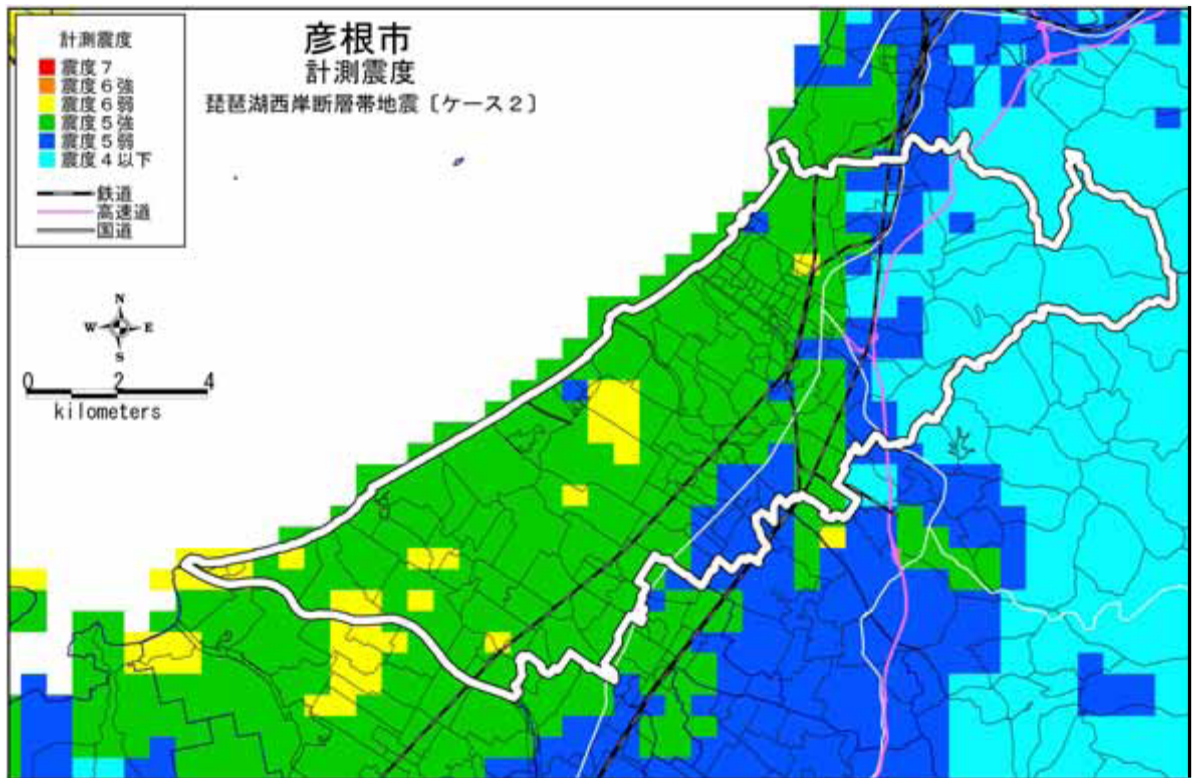 彦根市
計測震度
琵琶湖西岸断層帯地震〔ケース2〕
計測震度
震度7
震度6強
震度6弱
震度5強
震度5弱
震度4以下
鉄道
高速道
国道
N
W E
S
0 2 4
kilometers